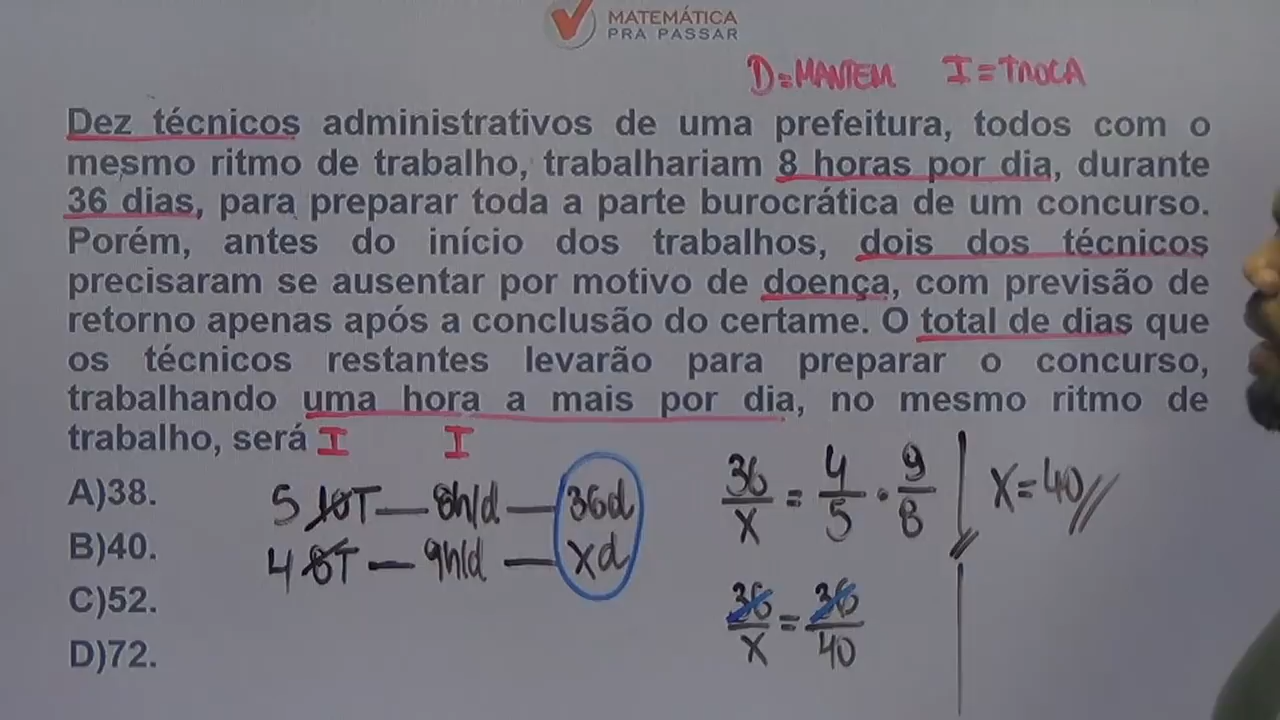 MATEMÁTICA
PRA PASSAR
D=MANTEM I=TROCA
Dez técnicos administrativos de uma prefeitura, todos com o
mesmo ritmo de trabalho, trabalhariam 8 horas por dia, durante
36 dias, para preparar toda a parte burocrática de um concurso.
Porém, antes do início dos trabalhos, dois dos técnicos
precisaram se ausentar por motivo de doença, com previsão de
retorno apenas após a conclusão do certame. O total de dias que
os técnicos restantes levarão para preparar o concurso,
trabalhando uma hora a mais por dia, no mesmo ritmo de
trabalho, será
I I
A)38.
B)40.
C)52.
D)72.
5 10T — 8h/d — 36d
4 8T — 9h/d — xd
36/x = 4/5 . 9/8
x=40//
36/x = 36/40